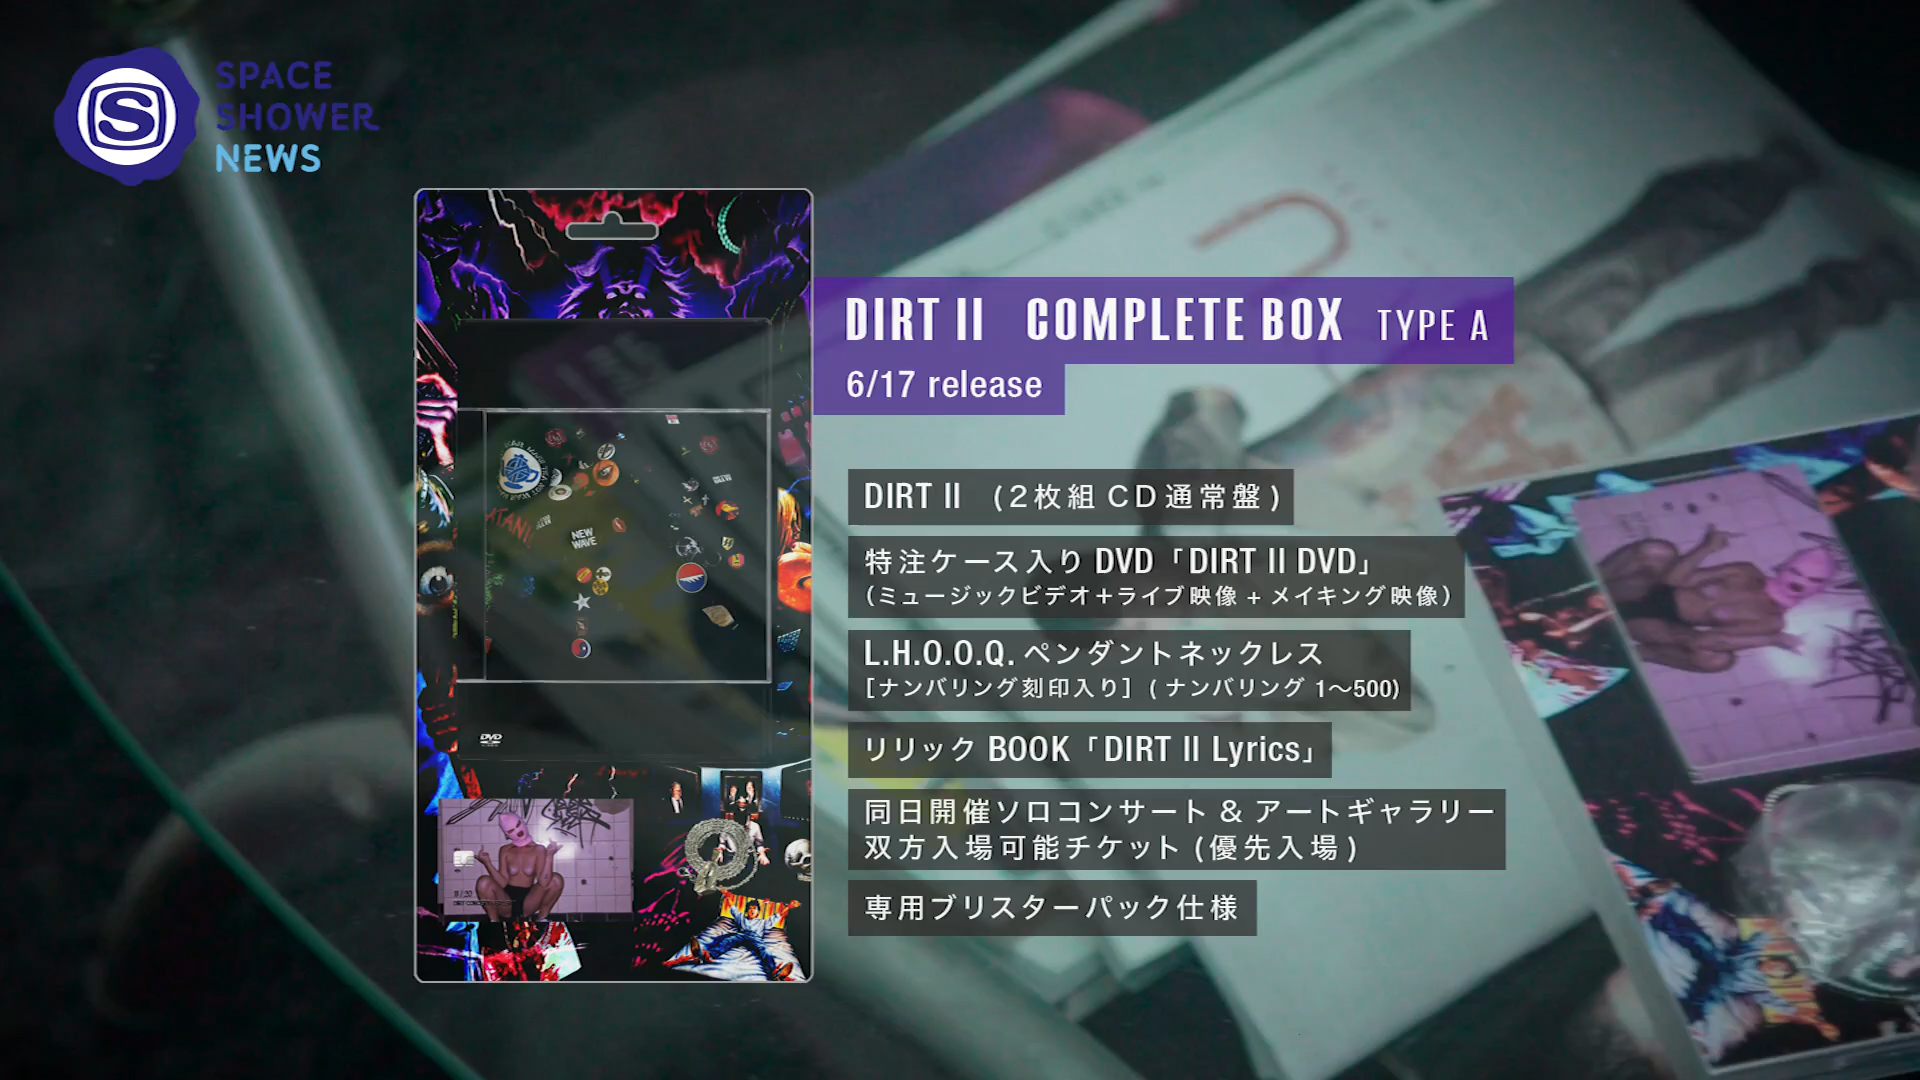 SPACE
SHOWER
NEWS
DIRT II COMPLETE BOX TYPE A
6/17 release
DIRT II (2枚組CD通常盤)
特注ケース入り DVD「DIRT II DVD」
(ミュージックビデオ+ライブ映像+メイキング映像)
L.H.O.O.Q. ペンダントネックレス
[ナンバリング刻印入り] (ナンバリング 1～500)
リリック BOOK「DIRT II Lyrics」
同日開催ソロコンサート & アートギャラリー
双方入場可能チケット (優先入場)
専用ブリスターパック仕様
NEW
WAVE
DVD